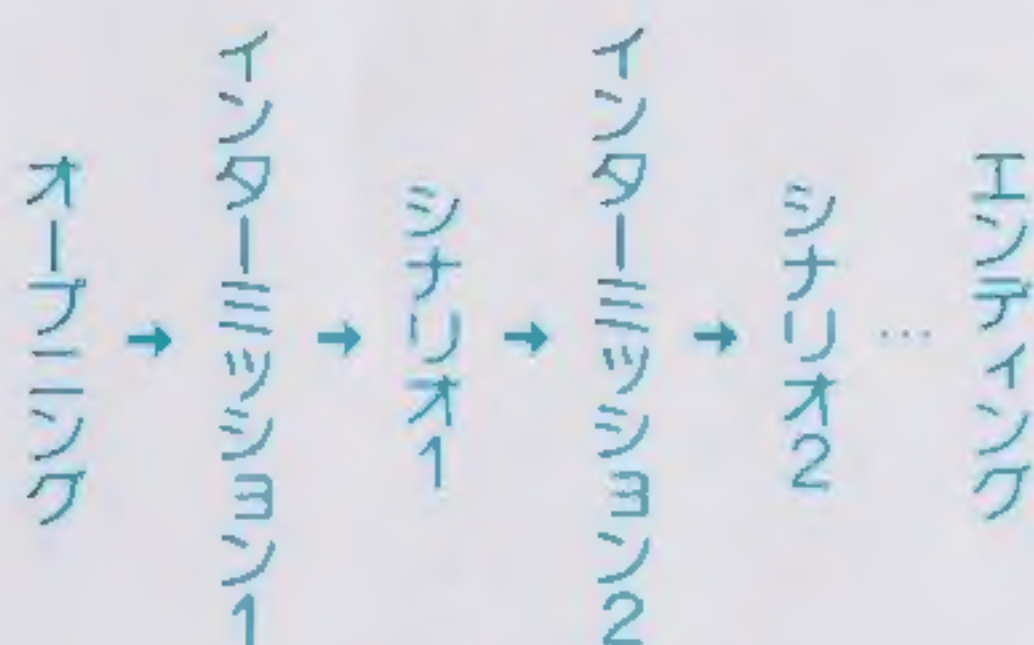 オープニング
→
インターミッション1
→
シナリオ1
→
インターミッション2
→
シナリオ2
…
エンディング